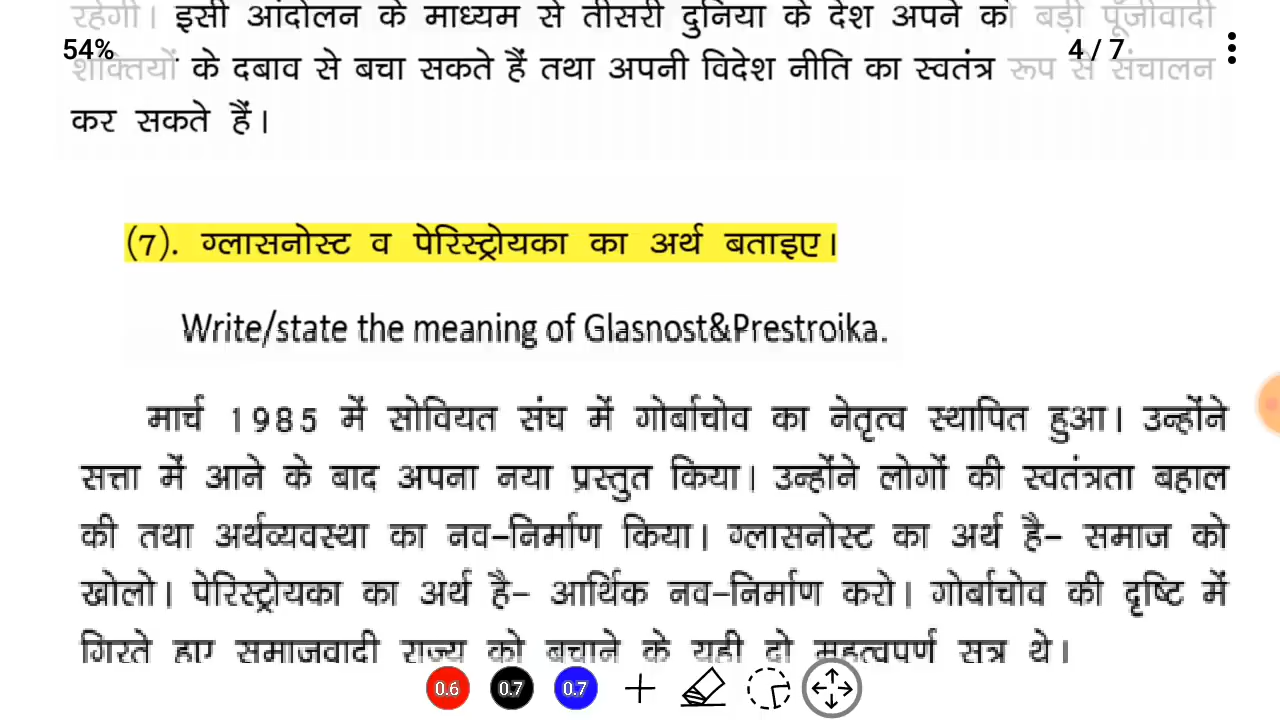 रहेगी। इसी आंदोलन के माध्यम से तीसरी दुनिया के देश अपने को बड़ी पूँजीवादी
54%
4 / 7
शक्तियों के दबाव से बचा सकते हैं तथा अपनी विदेश नीति का स्वतंत्र रूप से संचालन
कर सकते हैं।
(7). ग्लासनोस्ट व पेरिस्ट्रोयका का अर्थ बताइए।
Write/state the meaning of Glasnost&Prestroika.
मार्च 1985 में सोवियत संघ में गोर्बाचोव का नेतृत्व स्थापित हुआ। उन्होंने
सत्ता में आने के बाद अपना नया प्रस्तुत किया। उन्होंने लोगों की स्वतंत्रता बहाल
की तथा अर्थव्यवस्था का नव-निर्माण किया। ग्लासनोस्ट का अर्थ है- समाज को
खोलो। पेरिस्ट्रोयका का अर्थ है- आर्थिक नव-निर्माण करो। गोर्बाचोव की दृष्टि में
गिरते हुए समाजवादी राज्य को बचाने के यही दो महत्वपूर्ण सूत्र थे।
0.6 0.7 0.7